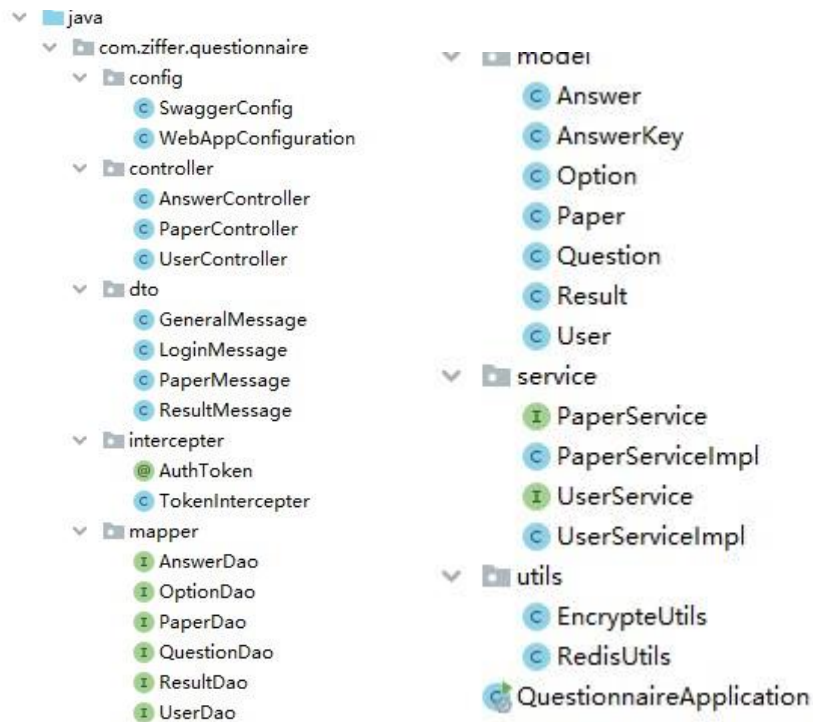 java
com.ziffer.questionnaire
config
SwaggerConfig
WebAppConfiguration
controller
AnswerController
PaperController
UserController
dto
GeneralMessage
LoginMessage
PaperMessage
ResultMessage
intercepter
AuthToken
TokenIntercepter
mapper
AnswerDao
OptionDao
PaperDao
QuestionDao
ResultDao
UserDao
model
Answer
AnswerKey
Option
Paper
Question
Result
User
service
PaperService
PaperServiceImpl
UserService
UserServiceImpl
utils
EncrypteUtils
RedisUtils
QuestionnaireApplication